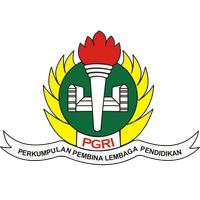 PGRI
PERKUMPULAN PEMBINA LEMBAGA PENDIDIKAN